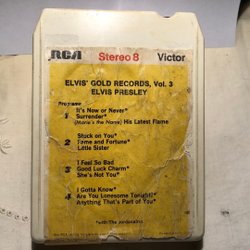 RCA Stereo 8 Victor
ELVIS' GOLD RECORDS, Vol. 3
ELVIS PRESLEY
Program
1 It's Now or Never*
Surrender*
(Marie's the Name) His Latest Flame
2 Stuck on You*
Fame and Fortune*
Little Sister
3 I Feel So Bad
Good Luck Charm*
She's Not You*
4 I Gotta Know*
Are You Lonesome Tonight*
Anything That's Part of You*
*with The Jordanaires